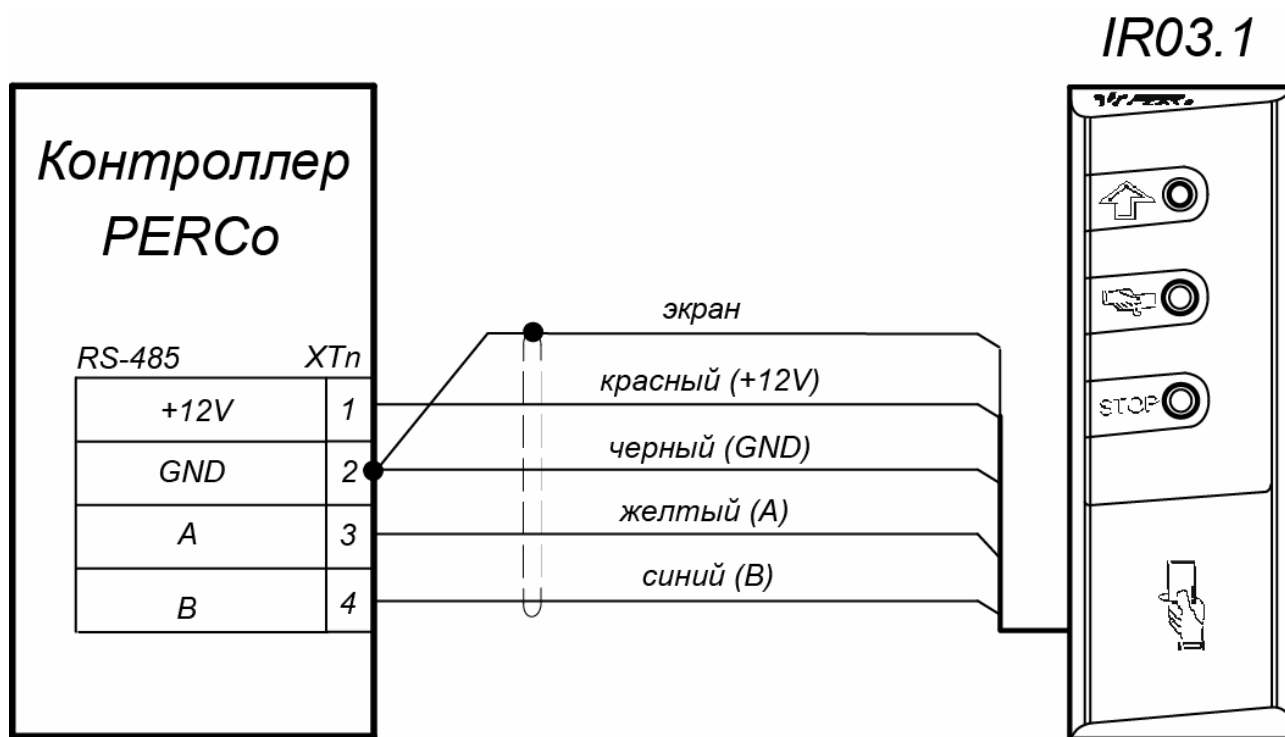 IR03.1
Контроллер
PERCo
RS-485 XTn
+12V 1
GND 2
A 3
B 4
экран
красный (+12V)
черный (GND)
желтый (A)
синий (B)
STOP